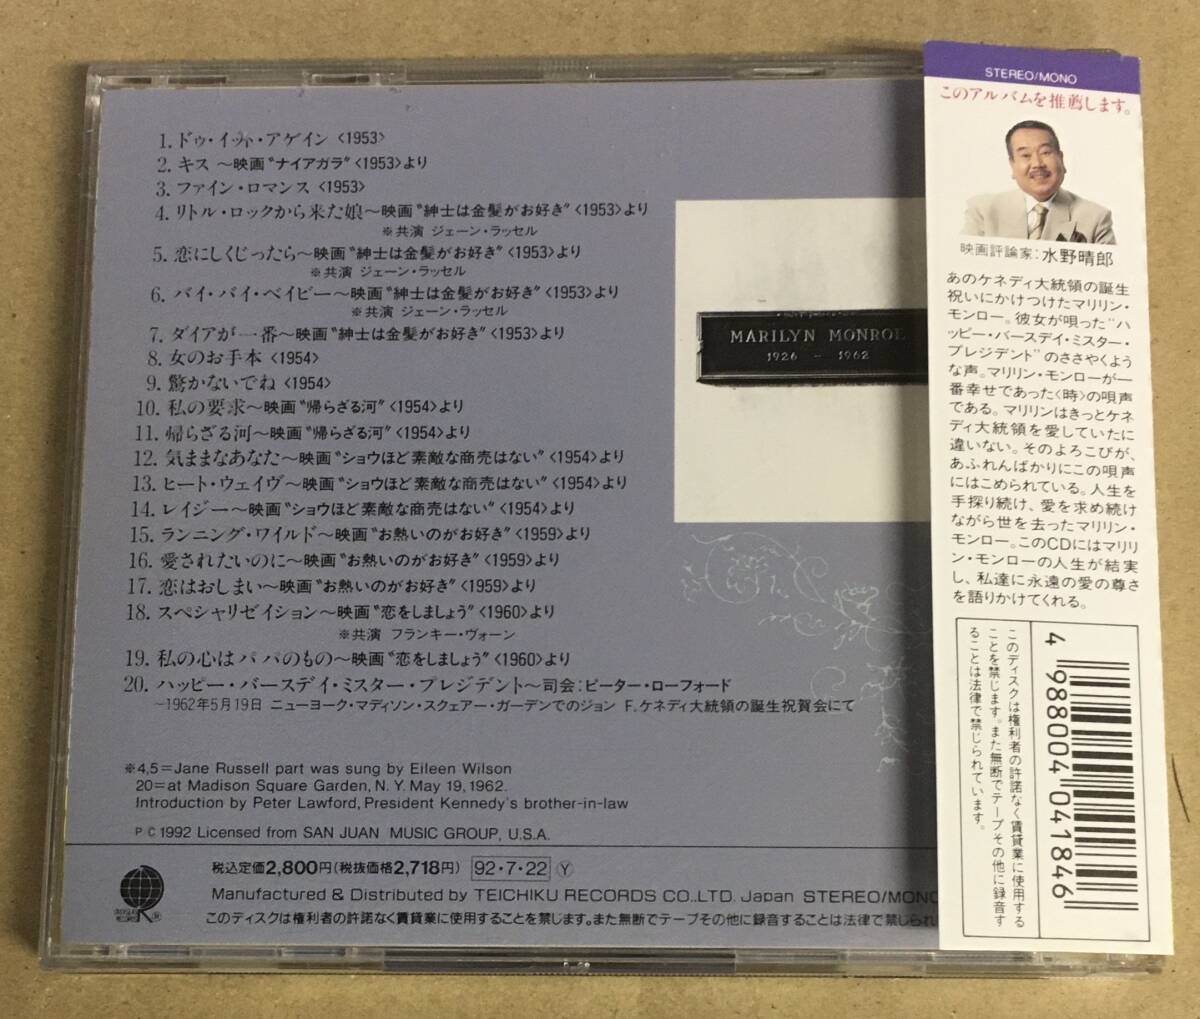 1. ドゥ・イット・アゲイン〈1953〉
2. キス 〜映画“ナイアガラ”〈1953〉より
3. ファイン・ロマンス〈1953〉
4. リトル・ロックから来た娘〜映画“紳士は金髪がお好き”〈1953〉より
※共演 ジェーン・ラッセル
5. 恋にしくじったら〜映画“紳士は金髪がお好き”〈1953〉より
※共演 ジェーン・ラッセル
6. バイ・バイ・ベイビー〜映画“紳士は金髪がお好き”〈1953〉より
※共演 ジェーン・ラッセル
7. ダイアが一番〜映画“紳士は金髪がお好き”〈1953〉より
8. 女のお手本〈1954〉
9. 驚かないでね〈1954〉
10. 私の要求〜映画“帰らざる河”〈1954〉より
11. 帰らざる河〜映画“帰らざる河”〈1954〉より
12. 気ままなあなた〜映画“ショウほど素敵な商売はない”〈1954〉より
13. ヒート・ウェイヴ〜映画“ショウほど素敵な商売はない”〈1954〉より
14. レイジー〜映画“ショウほど素敵な商売はない”〈1954〉より
15. ランニング・ワイルド〜映画“お熱いのがお好き”〈1959〉より
16. 愛されたいのに〜映画“お熱いのがお好き”〈1959〉より
17. 恋はおしまい〜映画“お熱いのがお好き”〈1959〉より
18. スペシャリゼイション〜映画“恋をしましょう”〈1960〉より
※共演 フランキー・ヴォーン
19. 私の心はパパのもの〜映画“恋をしましょう”〈1960〉より
20. ハッピー・バースデイ・ミスター・プレジデント〜司会:ピーター・ローフォード
〜1962年5月19日 ニューヨーク・マディソン・スクェアー・ガーデンでのジョン F.ケネディ大統領の誕生祝賀会にて
※4,5=Jane Russell part was sung by Eileen Wilson
20=at Madison Square Garden, N.Y. May 19, 1962.
Introduction by Peter Lawford, President Kennedy's brother-in-law
P C 1992 Licensed from SAN JUAN MUSIC GROUP, U.S.A.
税込定価2,800円(税抜価格2,718円) 92・7・22 Y
Manufactured & Distributed by TEICHIKU RECORDS CO.,LTD. Japan STEREO/MONO
このディスクは権利者の許諾なく賃貸業に使用することを禁じます。また無断でテープその他に録音することは法律で禁じられ
MARILYN MONROE
1926 - 1962
STEREO/MONO
このアルバムを推薦します。
映画評論家:水野晴郎
あのケネディ大統領の誕生
祝いにかけつけたマリリン・
モンロー。彼女が唄った“ハ
ッピー・バースデイ・ミスター・
プレジデント”のささやくよう
な声。マリリン・モンローが一
番幸せであった〈時〉の唄声
である。マリリンはきっとケネ
ディ大統領を愛していたに
違いない。そのよろこびが、
あふれんばかりにこの唄声
にはこめられている。人生を
手探り続け、愛を求め続け
ながら世を去ったマリリン・
モンロー。このCDにはマリリ
ン・モンローの人生が結実
し、私達に永遠の愛の尊さ
を語りかけてくれる。
このディスクは権利者の許諾なく賃貸業に使用する
ことを禁じます。また無断でテープその他に録音す
ることは法律で禁じられています。
4 988004 041846